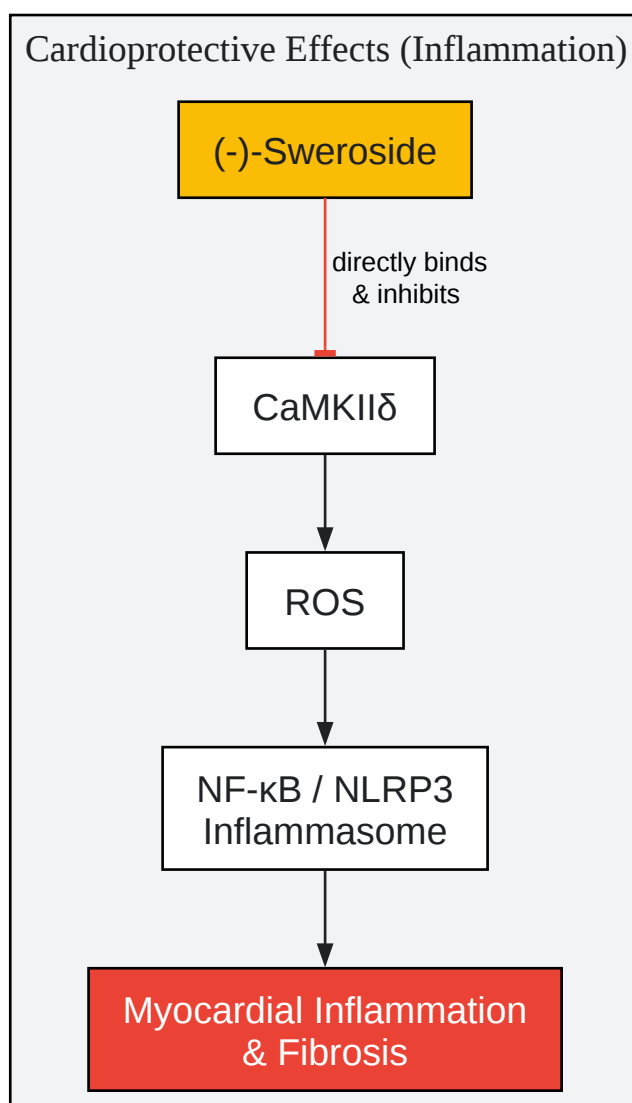 Cardioprotective Effects (Inflammation)
(-)-Sweroside
directly binds
& inhibits
CaMKIIδ
ROS
NF-κB / NLRP3
Inflammasome
Myocardial Inflammation
& Fibrosis